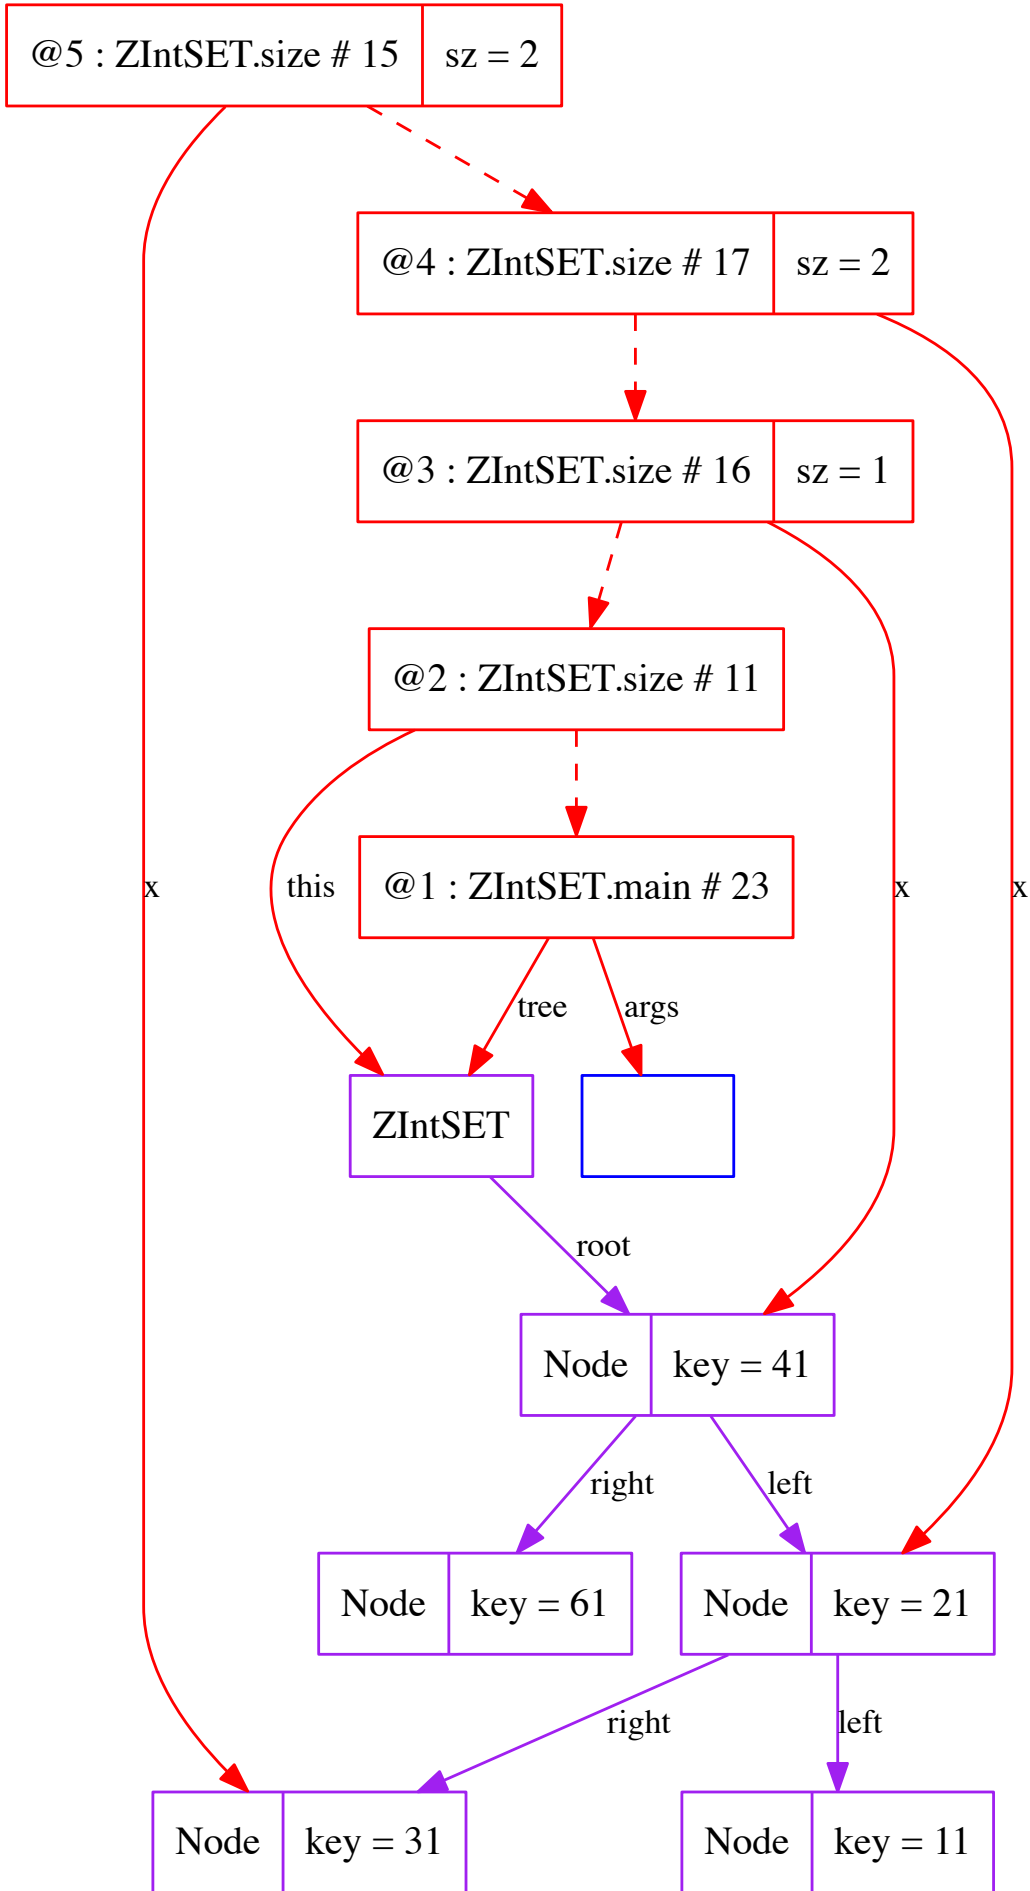 @5 : ZIntSET.size # 15 sz = 2
@4 : ZIntSET.size # 17 sz = 2
@3 : ZIntSET.size # 16 sz = 1
@2 : ZIntSET.size # 11
x this @1 : ZIntSET.main # 23 x x
tree args
ZIntSET
root
Node key = 41
right left
Node key = 61 Node key = 21
right left
Node key = 31 Node key = 11